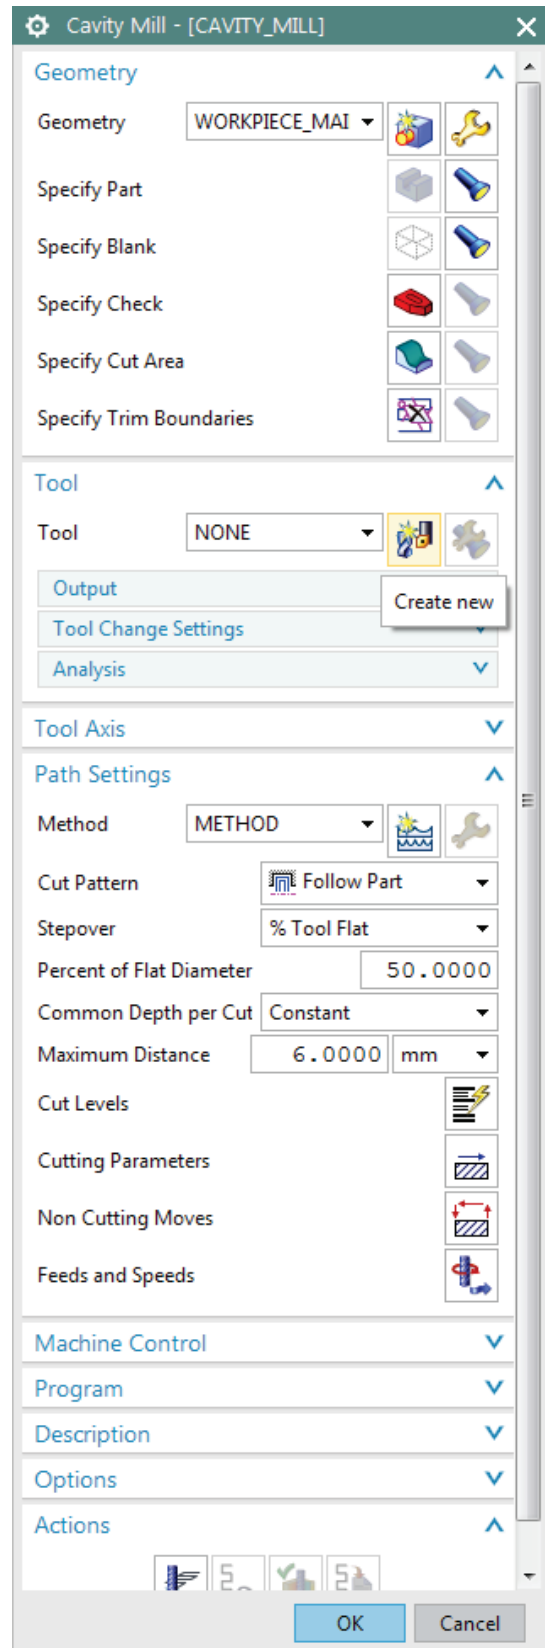 Cavity Mill - [CAVITY_MILL]
Geometry
Geometry WORKPIECE_MAI
Specify Part
Specify Blank
Specify Check
Specify Cut Area
Specify Trim Boundaries
Tool
Tool NONE
Output
Create new
Tool Change Settings
Analysis
Tool Axis
Path Settings
Method METHOD
Cut Pattern Follow Part
Stepover % Tool Flat
Percent of Flat Diameter 50.0000
Common Depth per Cut Constant
Maximum Distance 6.0000 mm
Cut Levels
Cutting Parameters
Non Cutting Moves
Feeds and Speeds
Machine Control
Program
Description
Options
Actions
OK Cancel